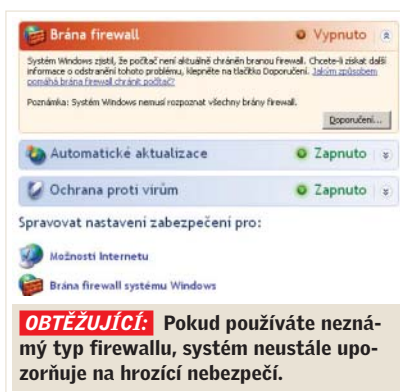 Brána firewall Vypnuto
Systém Windows zjistil, že počítač není aktuálně chráněn branou firewall. Chcete-li získat další
informace o odstranění tohoto problému, klepněte na tlačítko Doporučení. Jakým způsobem
pomáhá brána firewall chránit počítač?
Poznámka: Systém Windows nemusí rozpoznat všechny brány firewall.
Doporučení...
Automatické aktualizace Zapnuto
Ochrana proti virům Zapnuto
Spravovat nastavení zabezpečení pro:
Možnosti Internetu
Brána firewall systému Windows
OBTĚŽUJÍCÍ: Pokud používáte nezná-
mý typ firewallu, systém neustále upo-
zorňuje na hrozící nebezpečí.